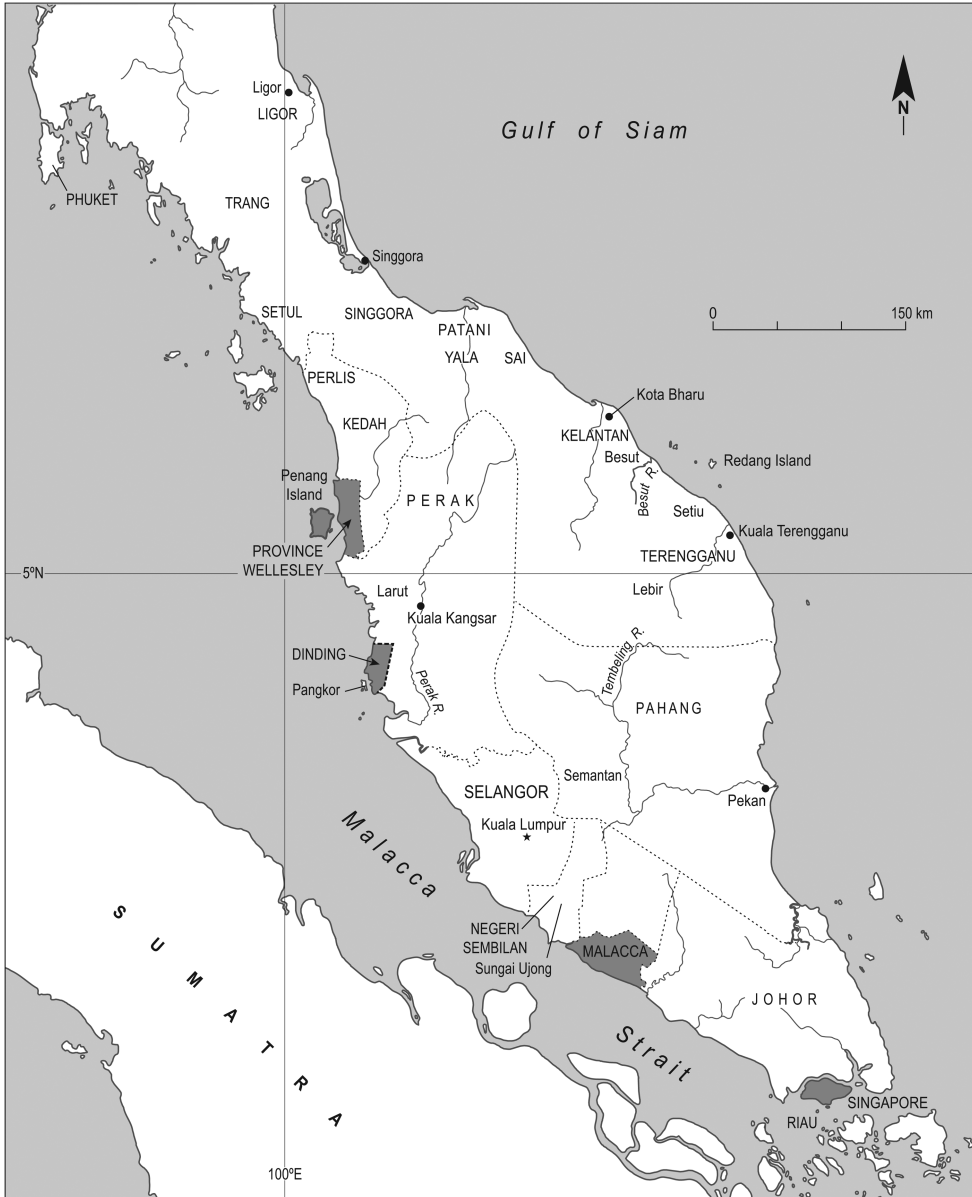 Ligor
LIGOR
N
Gulf of Siam
PHUKET
TRANG
Singgora
SETUL
SINGGORA
0 150 km
PATANI
YALA
SAI
PERLIS
KEDAH
Kota Bharu
KELANTAN
Besut
Besut R.
Redang Island
Penang
Island
PERAK
Setiu
Kuala Terengganu
PROVINCE
WELLESLEY
TERENGGANU
5ºN
Larut
Lebir
Kuala Kangsar
DINDING
Pangkor
Perak R.
Tembeling R.
PAHANG
Semantan
SELANGOR
Pekan
Kuala Lumpur
Malacca
Strait
SUMATRA
NEGERI
SEMBILAN
Sungai Ujong
MALACCA
JOHOR
SINGAPORE
RIAU
100ºE